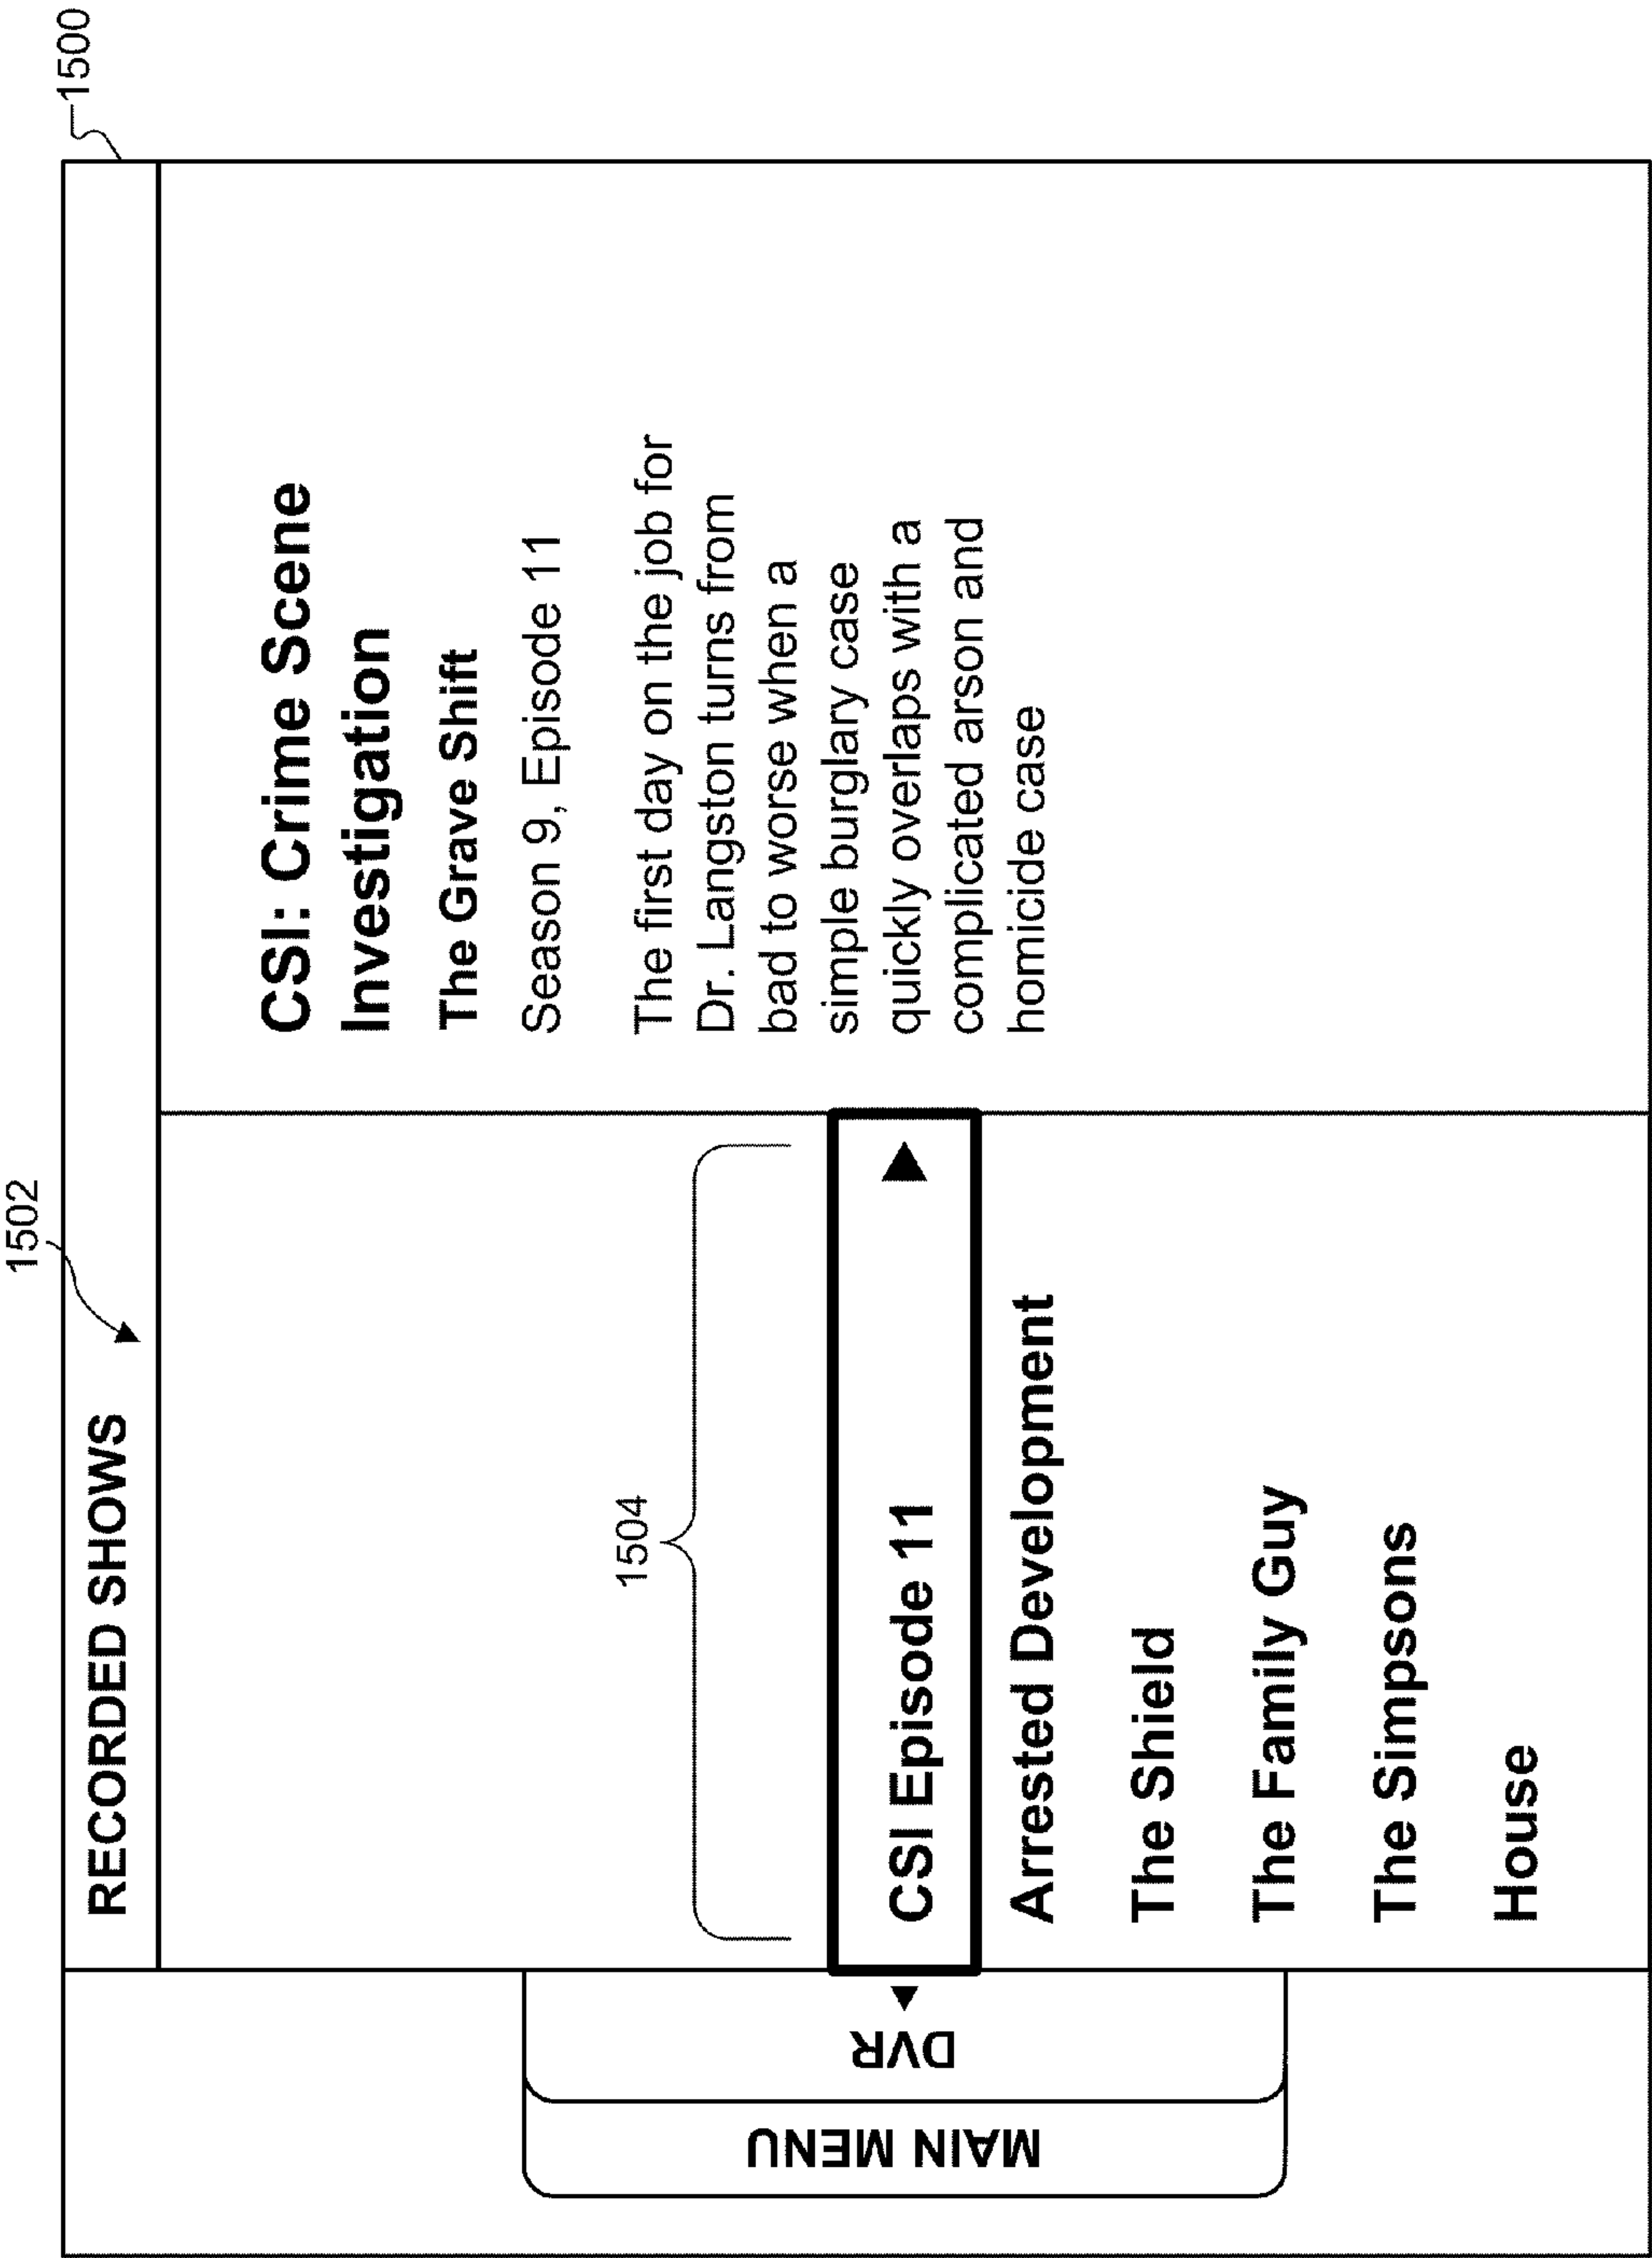 1502
1500
RECORDED SHOWS
MAIN MENU
DVR
1504
CSI Episode 11
Arrested Development
The Shield
The Family Guy
The Simpsons
House
CSI: Crime Scene
Investigation
The Grave Shift
Season 9, Episode 11
The first day on the job for
Dr. Langston turns from
bad to worse when a
simple burglary case
quickly overlaps with a
complicated arson and
homicide case